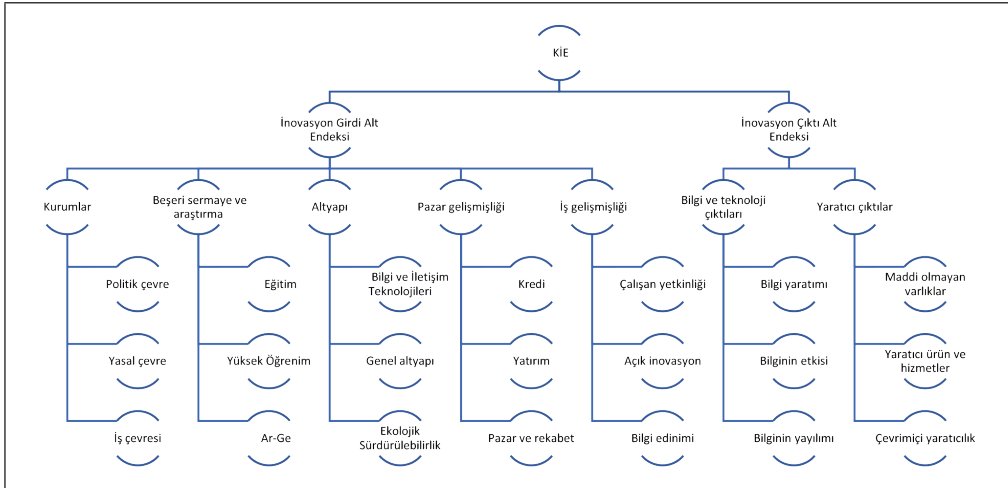 KİE
İnovasyon Girdi Alt
Endeksi
İnovasyon Çıktı Alt
Endeksi
Kurumlar
Beşeri sermaye ve
araştırma
Altyapı
Pazar gelişmişliği
İş gelişmişliği
Bilgi ve teknoloji
çıktıları
Yaratıcı çıktılar
Politik çevre
Eğitim
Bilgi ve İletişim
Teknolojileri
Kredi
Çalışan yetkinliği
Bilgi yaratımı
Maddi olmayan
varlıklar
Yasal çevre
Yüksek Öğrenim
Genel altyapı
Yatırım
Açık inovasyon
Bilginin etkisi
Yaratıcı ürün ve
hizmetler
İş çevresi
Ar-Ge
Ekolojik
Sürdürülebilirlik
Pazar ve rekabet
Bilgi edinimi
Bilginin yayılımı
Çevrimiçi yaratıcılık